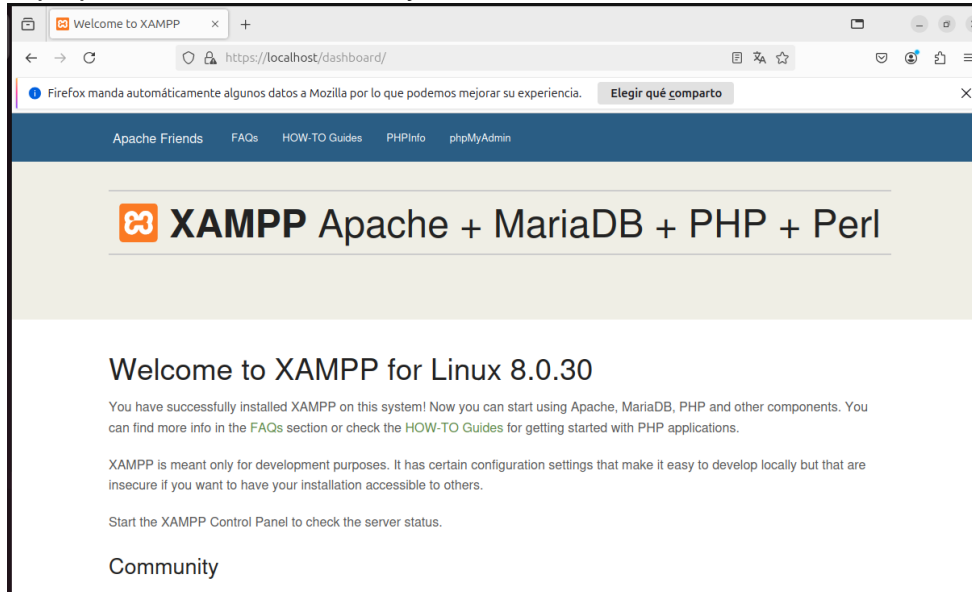 Welcome to XAMPP
https://localhost/dashboard/
Firefox manda automáticamente algunos datos a Mozilla por lo que podemos mejorar su experiencia. Elegir qué comparto
Apache Friends FAQs HOW-TO Guides PHPInfo phpMyAdmin
XAMPP Apache + MariaDB + PHP + Perl
Welcome to XAMPP for Linux 8.0.30
You have successfully installed XAMPP on this system! Now you can start using Apache, MariaDB, PHP and other components. You
can find more info in the FAQs section or check the HOW-TO Guides for getting started with PHP applications.
XAMPP is meant only for development purposes. It has certain configuration settings that make it easy to develop locally but that are
insecure if you want to have your installation accessible to others.
Start the XAMPP Control Panel to check the server status.
Community